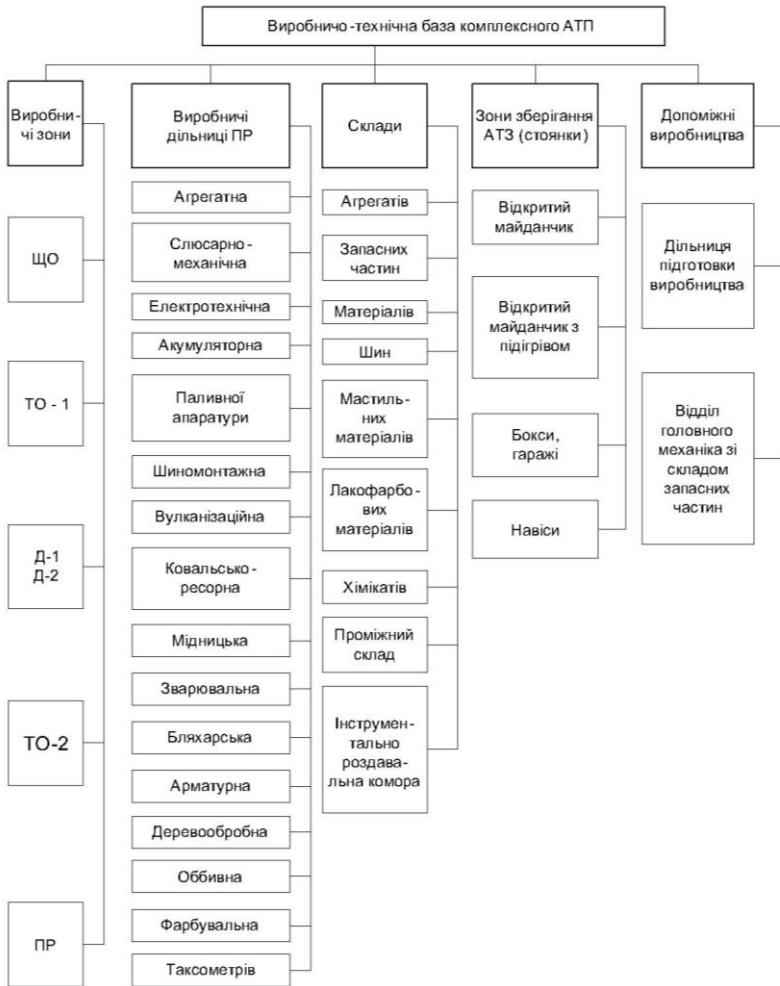 Виробничо-технічна база комплексного АТП
Виробни-
чі зони
ЩО
ТО - 1
Д-1
Д-2
ТО-2
ПР
Виробничі
дільниці ПР
Агрегатна
Слюсарно-
механічна
Електротехнічна
Акумуляторна
Паливної
апаратури
Шиномонтажна
Вулканізаційна
Ковальсько-
ресорна
Мідницька
Зварювальна
Бляхарська
Арматурна
Деревообробна
Оббивна
Фарбувальна
Таксометрів
Склади
Агрегатів
Запасних
частин
Матеріалів
Шин
Мастиль-
них
матеріалів
Лакофарбо-
вих
матеріалів
Хімікатів
Проміжний
склад
Інструмен-
тально
роздава-
льна комора
Зони зберігання
АТЗ (стоянки)
Відкритий
майданчик
Відкритий
майданчик з
підігрівом
Бокси,
гаражі
Навіси
Допоміжні
виробництва
Дільниця
підготовки
виробництва
Відділ
головного
механіка зі
складом
запасних
частин